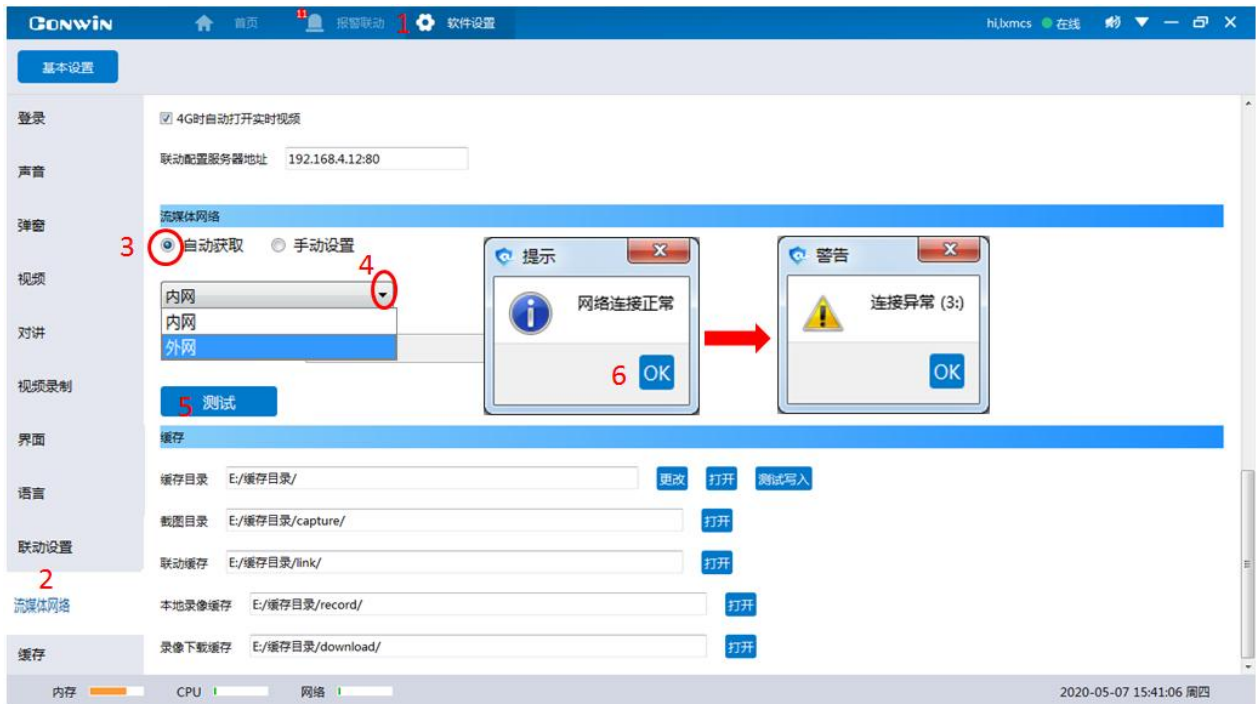 CONWIN 首页 11 报警联动 1 软件设置 hi,lxmcs 在线
基本设置
登录
声音
弹窗
视频
对讲
视频录制
界面
语言
联动设置
2
流媒体网络
缓存
4G时自动打开实时视频
联动配置服务器地址 192.168.4.12:80
流媒体网络
3 自动获取 手动设置
4
内网
内网
外网
5 测试
提示
网络连接正常
6 OK
警告
连接异常 (3:)
OK
缓存
缓存目录 E:/缓存目录/ 更改 打开 测试写入
截图目录 E:/缓存目录/capture/ 打开
联动缓存 E:/缓存目录/link/ 打开
本地录像缓存 E:/缓存目录/record/ 打开
录像下载缓存 E:/缓存目录/download/ 打开
内存 CPU 网络 2020-05-07 15:41:06 周四